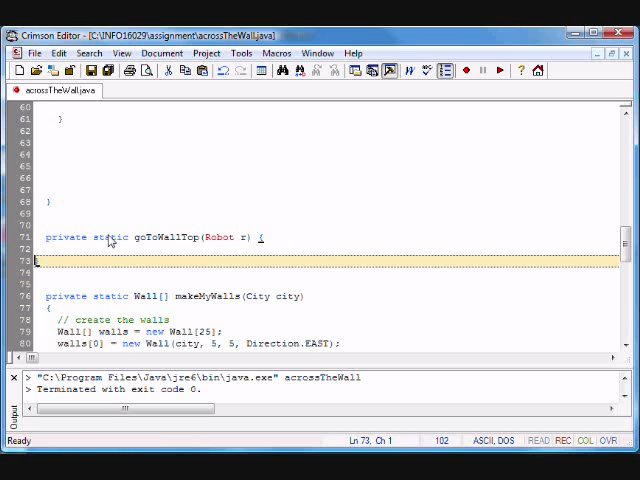 Crimson Editor - [C:\INFO16029\assignment\acrossTheWall.java]
File Edit Search View Document Project Tools Macros Window Help
acrossTheWall.java
60
61 }
62
63
64
65
66
67
68 }
69
70
71 private static goToWallTop(Robot r) {
72
73 }
74
75
76 private static Wall[] makeMyWalls(City city)
77 {
78 // create the walls
79 Wall[] walls = new Wall[25];
80 walls[0] = new Wall(city, 5, 5, Direction.EAST);
> "C:\Program Files\Java\jre6\bin\java.exe" acrossTheWall
> Terminated with exit code 0.
Output
Ready Ln 73, Ch 1 102 ASCII, DOS READ REC COL OVR